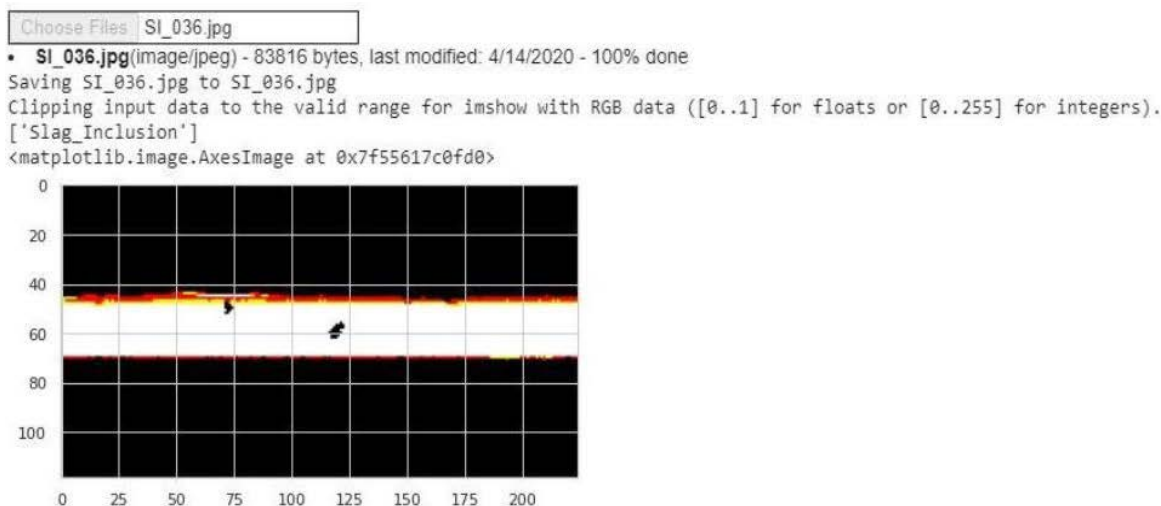 Choose Files SI_036.jpg
• SI_036.jpg(image/jpeg) - 83816 bytes, last modified: 4/14/2020 - 100% done
Saving SI_036.jpg to SI_036.jpg
Clipping input data to the valid range for imshow with RGB data ([0..1] for floats or [0..255] for integers).
['Slag_Inclusion']
<matplotlib.image.AxesImage at 0x7f55617c0fd0>
0
20
40
60
80
100
0 25 50 75 100 125 150 175 200